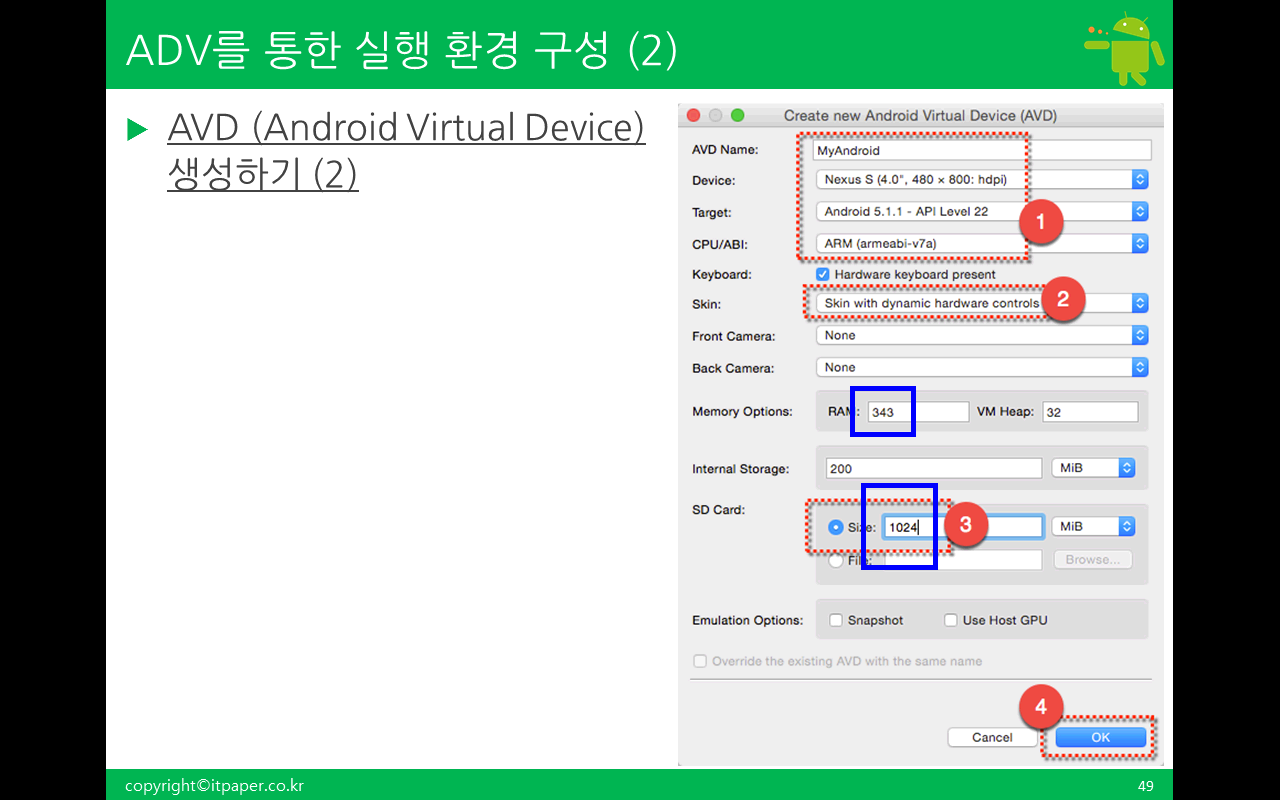 ADV를 통한 실행 환경 구성 (2)
AVD (Android Virtual Device)
생성하기 (2)
Create new Android Virtual Device (AVD)
AVD Name: MyAndroid
Device: Nexus S (4.0", 480 × 800: hdpi)
Target: Android 5.1.1 - API Level 22
1
CPU/ABI: ARM (armeabi-v7a)
Keyboard: Hardware keyboard present
Skin: Skin with dynamic hardware controls 2
Front Camera: None
Back Camera: None
Memory Options: RAM: 343 VM Heap: 32
Internal Storage: 200 MiB
SD Card:
Size: 1024 3 MiB
File: Browse...
Emulation Options: Snapshot Use Host GPU
Override the existing AVD with the same name
4
Cancel OK
copyright©itpaper.co.kr 49